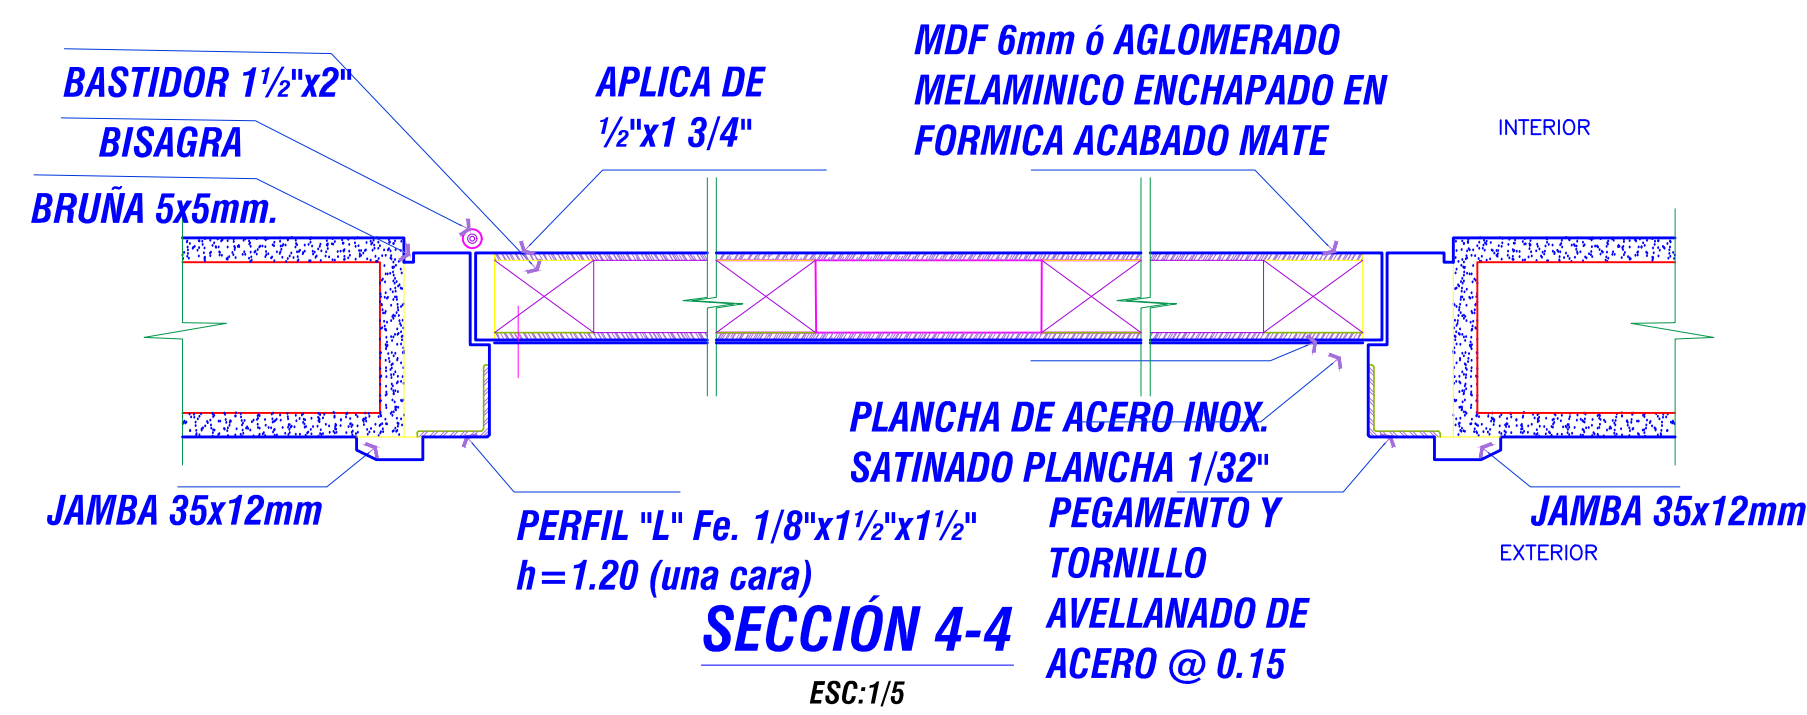 MDF 6mm ó AGLOMERADO
MELAMINICO ENCHAPADO EN
FORMICA ACABADO MATE
BASTIDOR 1½"x2"
APLICA DE
½"x1 3/4"
INTERIOR
BISAGRA
BRUÑA 5x5mm.
PLANCHA DE ACERO INOX.
SATINADO PLANCHA 1/32"
JAMBA 35x12mm
PERFIL "L" Fe. 1/8"x1½"x1½"
h=1.20 (una cara)
PEGAMENTO Y
TORNILLO
AVELLANADO DE
ACERO @ 0.15
JAMBA 35x12mm
EXTERIOR
SECCIÓN 4-4
ESC:1/5